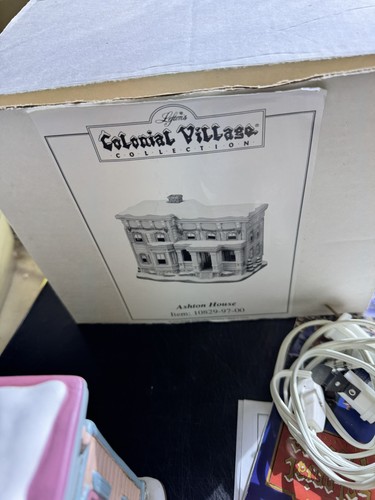 Lefton's
Colonial Village
COLLECTION
Ashton House
Item: 10829-97-00